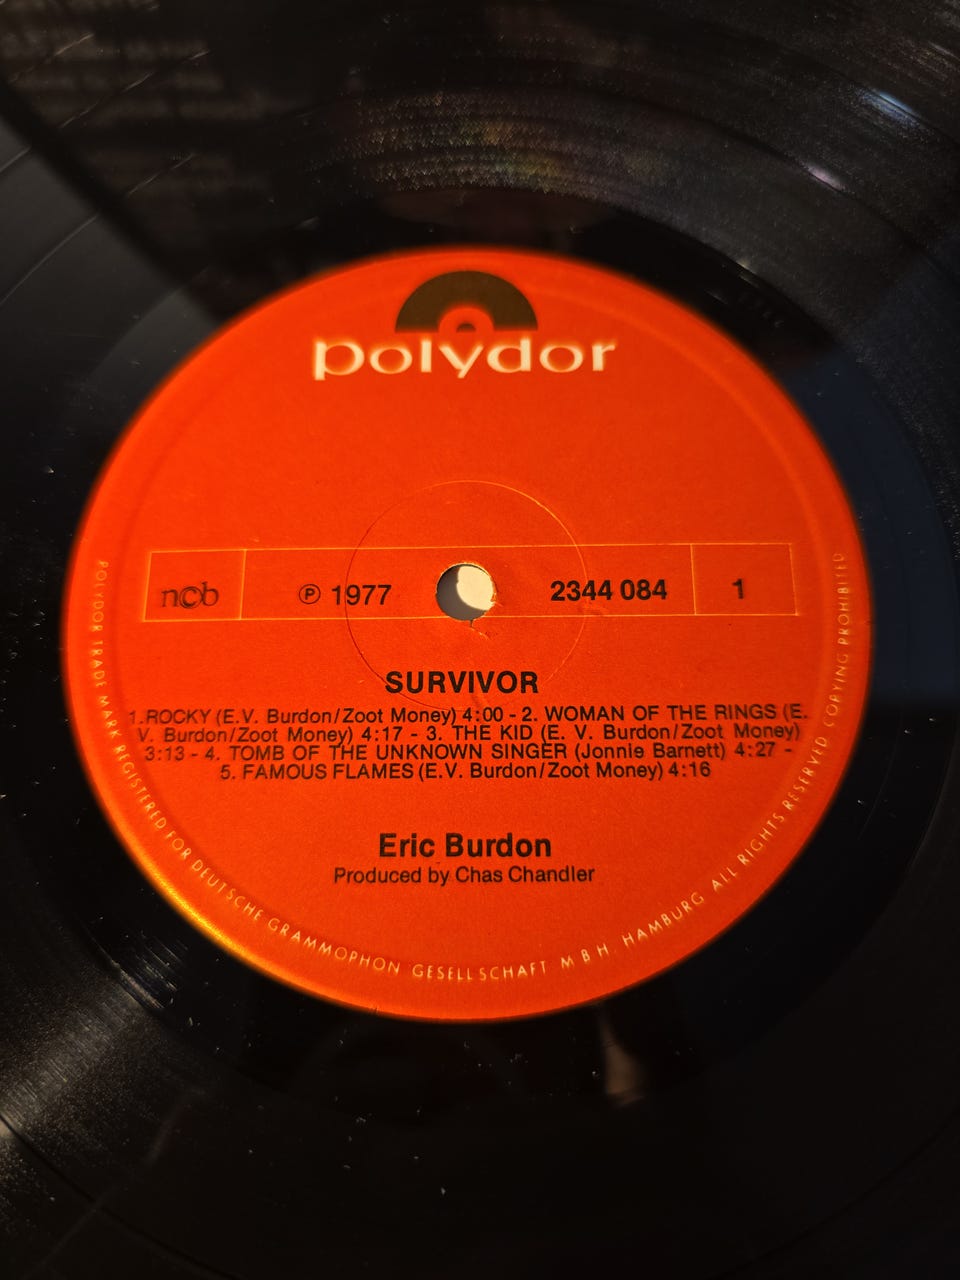 polydor
ncb
℗ 1977
2344 084
1
SURVIVOR
1.ROCKY (E.V. Burdon/Zoot Money) 4:00 - 2. WOMAN OF THE RINGS (E.
V. Burdon/Zoot Money) 4:17 - 3. THE KID (E. V. Burdon/Zoot Money)
3:13 - 4. TOMB OF THE UNKNOWN SINGER (Jonnie Barnett) 4:27 -
5. FAMOUS FLAMES (E.V. Burdon/Zoot Money) 4:16
Eric Burdon
Produced by Chas Chandler
POLYDOR TRADE MARK REGISTERED FOR DEUTSCHE GRAMMOPHON GESELLSCHAFT M B H HAMBURG ALL RIGHTS RESERVED COPYING PROHIBITED